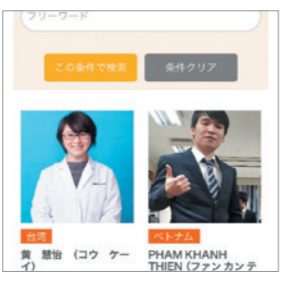 フリーワード
この条件で検索
条件クリア
台湾
黄 慧怡 （コウ ケー
イ）
ベトナム
PHAM KHANH
THIEN（ファン カン テ